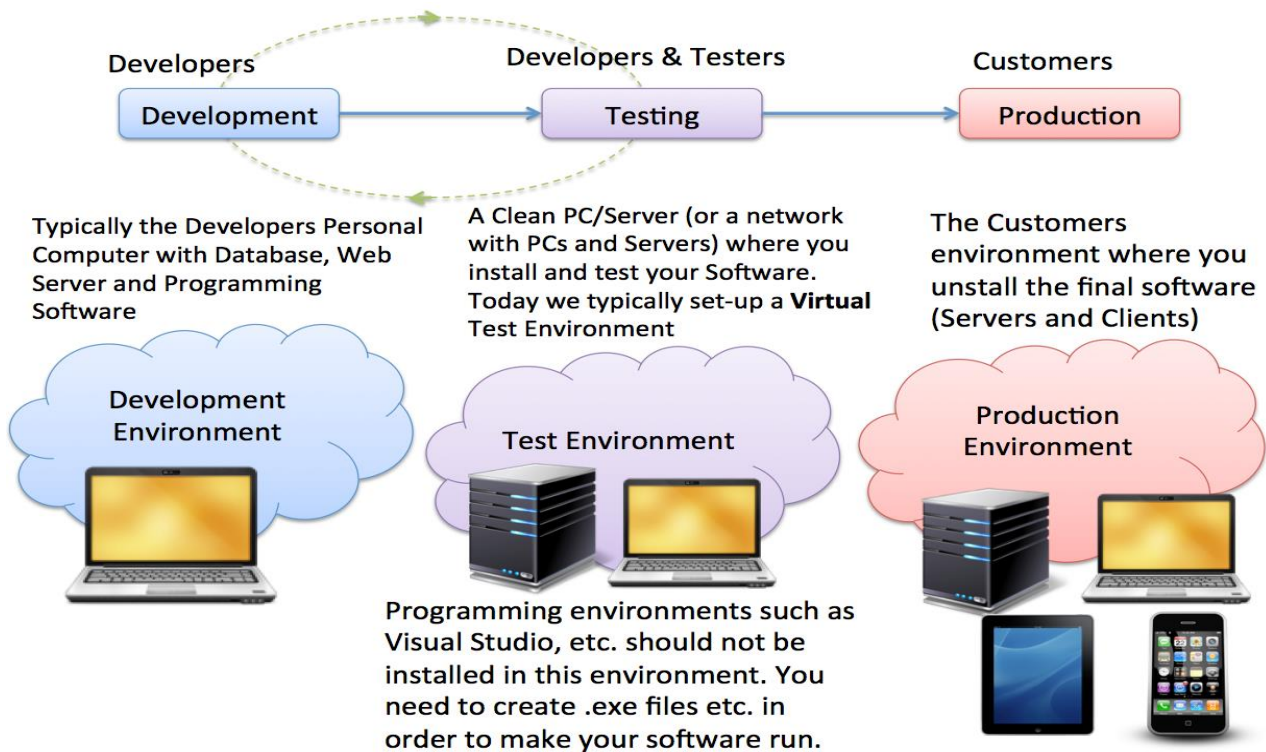 Developers
Developers & Testers
Customers
Development
Testing
Production
Typically the Developers Personal
Computer with Database, Web
Server and Programming
Software
A Clean PC/Server (or a network
with PCs and Servers) where you
install and test your Software.
Today we typically set-up a Virtual
Test Environment
The Customers
environment where you
unstall the final software
(Servers and Clients)
Development
Environment
Test Environment
Production
Environment
Programming environments such as
Visual Studio, etc. should not be
installed in this environment. You
need to create .exe files etc. in
order to make your software run.